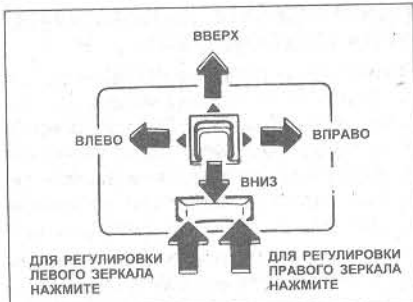 ВВЕРХ
ВЛЕВО
ВПРАВО
ВНИЗ
ДЛЯ РЕГУЛИРОВКИ
ЛЕВОГО ЗЕРКАЛА
НАЖМИТЕ
ДЛЯ РЕГУЛИРОВКИ
ПРАВОГО ЗЕРКАЛА
НАЖМИТЕ